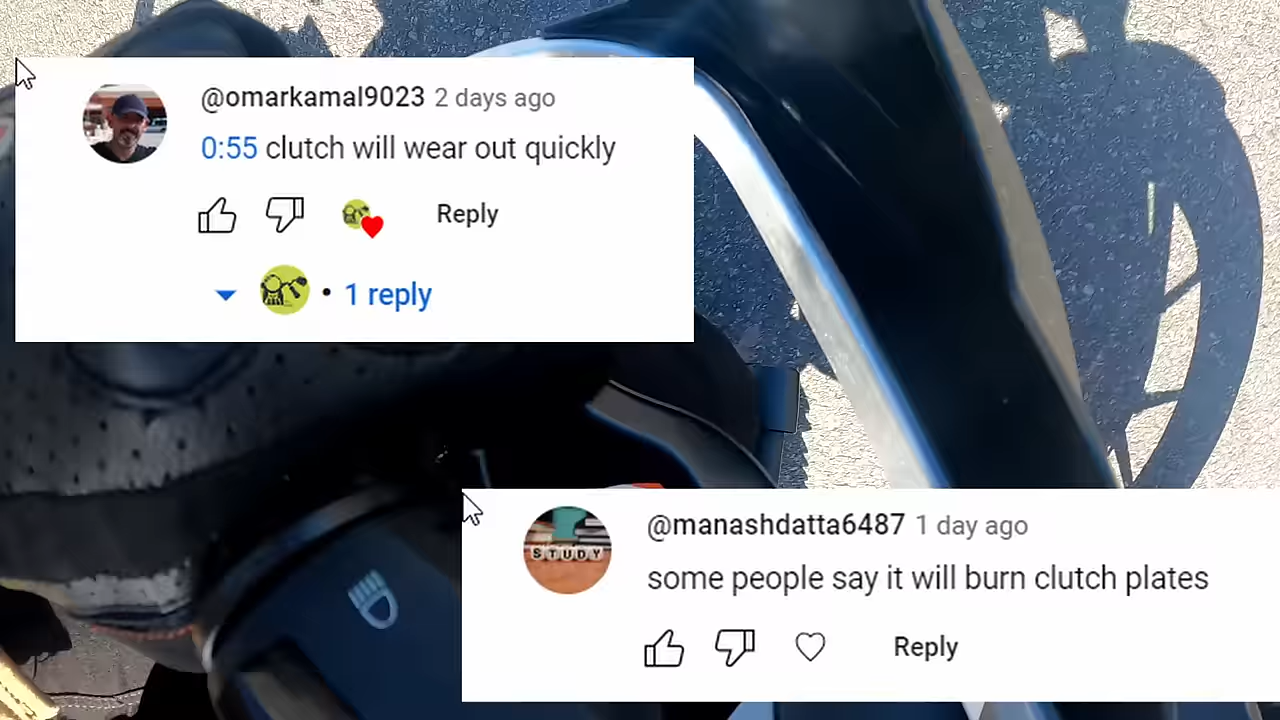 @omarkamal9023 2 days ago
0:55 clutch will wear out quickly
Reply
• 1 reply
@manashdatta6487 1 day ago
STUDY
some people say it will burn clutch plates
Reply